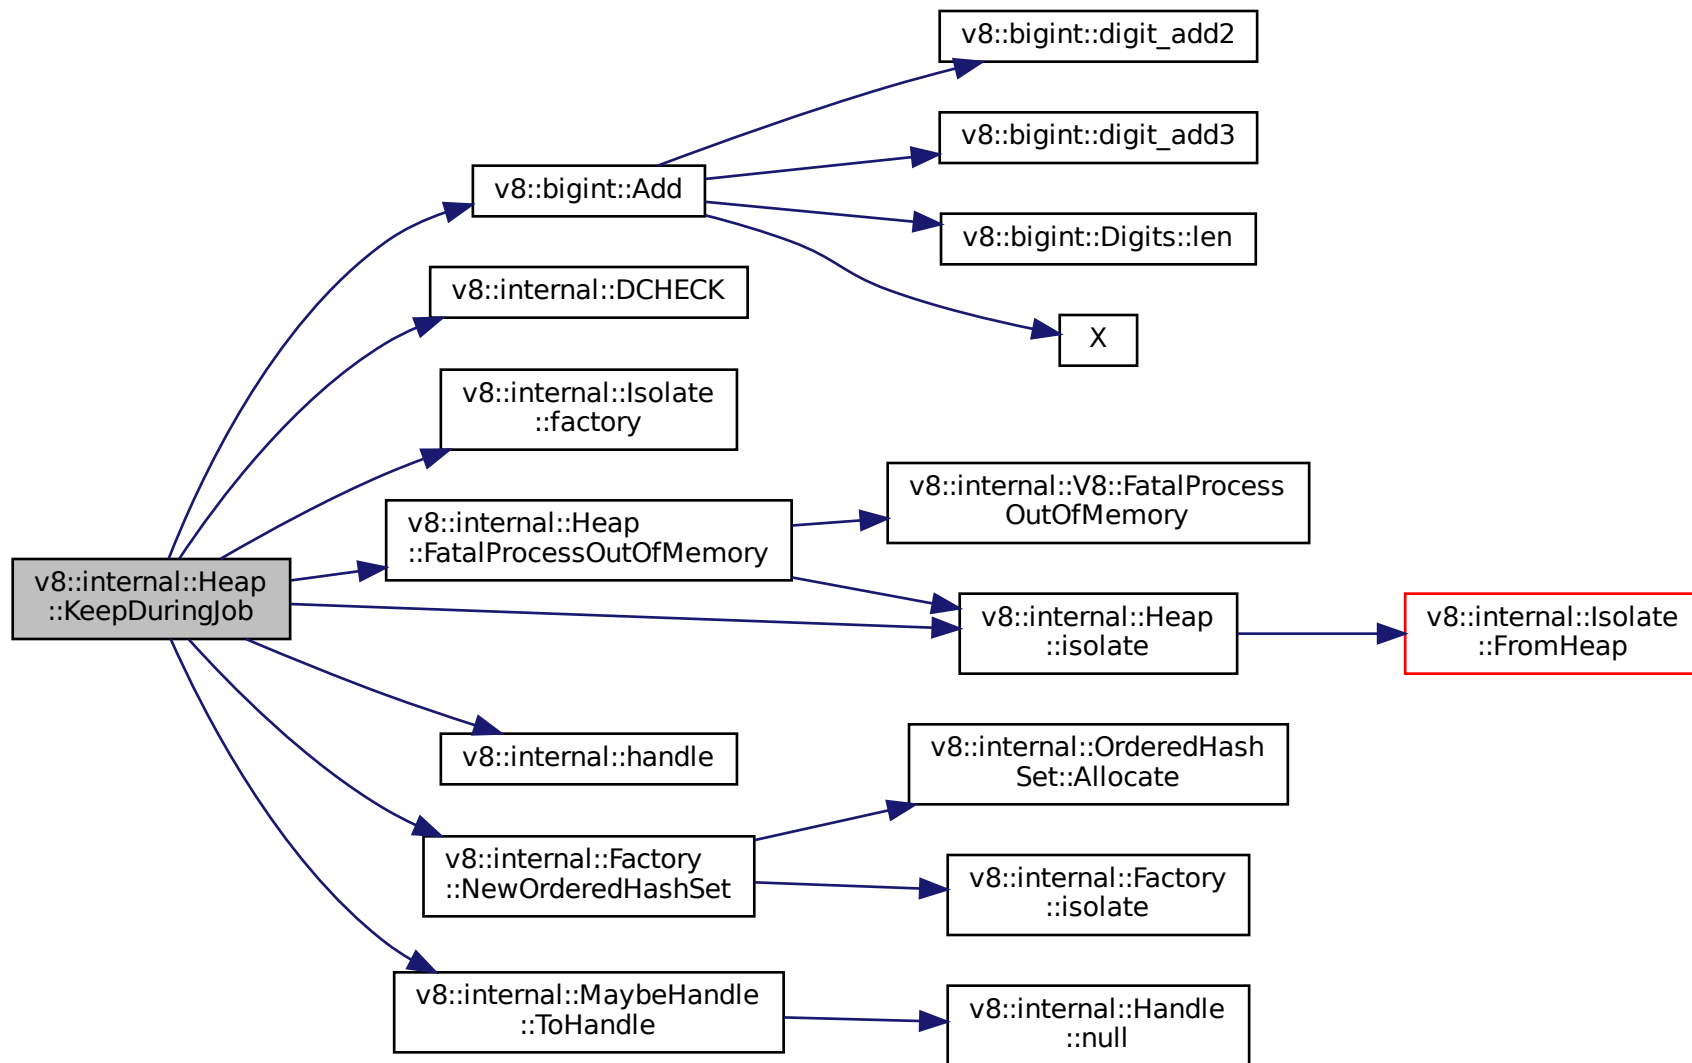 v8::bigint::digit_add2
v8::bigint::digit_add3
v8::bigint::Add
v8::bigint::Digits::len
v8::internal::DCHECK
X
v8::internal::Isolate
::factory
v8::internal::V8::FatalProcess
OutOfMemory
v8::internal::Heap
::FatalProcessOutOfMemory
v8::internal::Heap
::KeepDuringJob
v8::internal::Heap
::isolate
v8::internal::Isolate
::FromHeap
v8::internal::handle
v8::internal::OrderedHash
Set::Allocate
v8::internal::Factory
::NewOrderedHashSet
v8::internal::Factory
::isolate
v8::internal::MaybeHandle
::ToHandle
v8::internal::Handle
::null